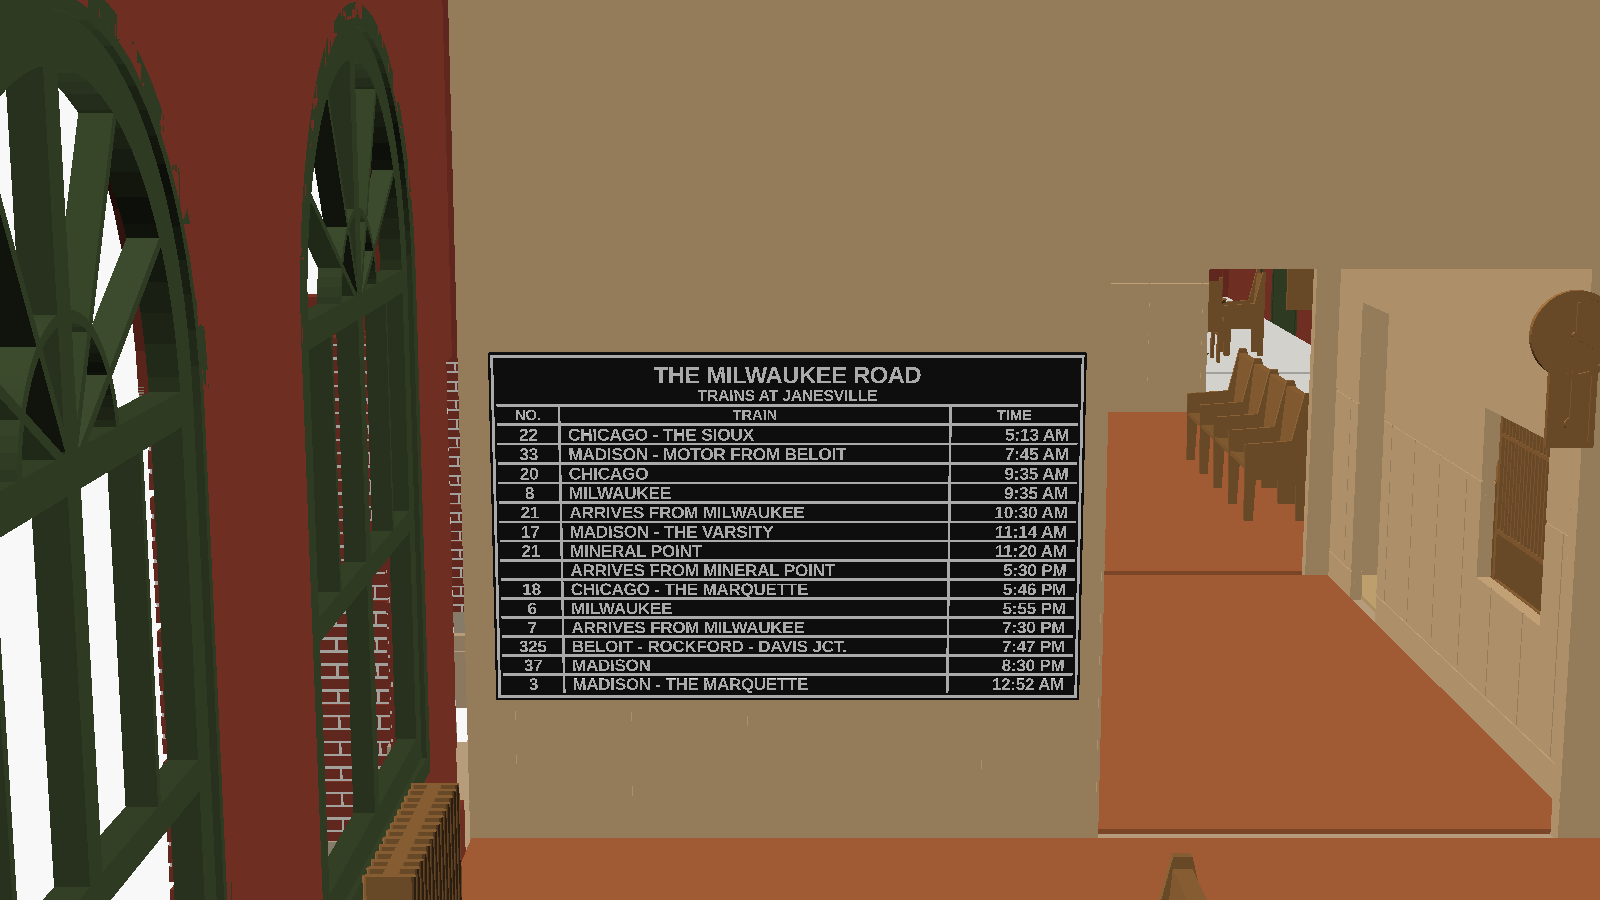 THE MILWAUKEE ROAD
TRAINS AT JANESVILLE
NO. TRAIN TIME
22 CHICAGO - THE SIOUX 5:13 AM
33 MADISON - MOTOR FROM BELOIT 7:45 AM
20 CHICAGO 9:35 AM
8 MILWAUKEE 9:35 AM
21 ARRIVES FROM MILWAUKEE 10:30 AM
17 MADISON - THE VARSITY 11:14 AM
21 MINERAL POINT 11:20 AM
ARRIVES FROM MINERAL POINT 5:30 PM
18 CHICAGO - THE MARQUETTE 5:46 PM
6 MILWAUKEE 5:55 PM
7 ARRIVES FROM MILWAUKEE 7:30 PM
325 BELOIT - ROCKFORD - DAVIS JCT. 7:47 PM
37 MADISON 8:30 PM
3 MADISON - THE MARQUETTE 12:52 AM